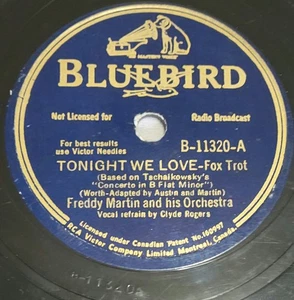 BLUEBIRD
Not Licensed for Radio Broadcast
For best results
use Victor Needles
B-11320-A
TONIGHT WE LOVE-Fox Trot
(Based on Tschaikowsky's
"Concerto in B Flat Minor")
(Worth-Adapted by Austin and Martin)
Freddy Martin and his Orchestra
Vocal refrain by Clyde Rogers
Licensed under Canadian Patent No. 160997
RCA Victor Company Limited Montreal, Canada.